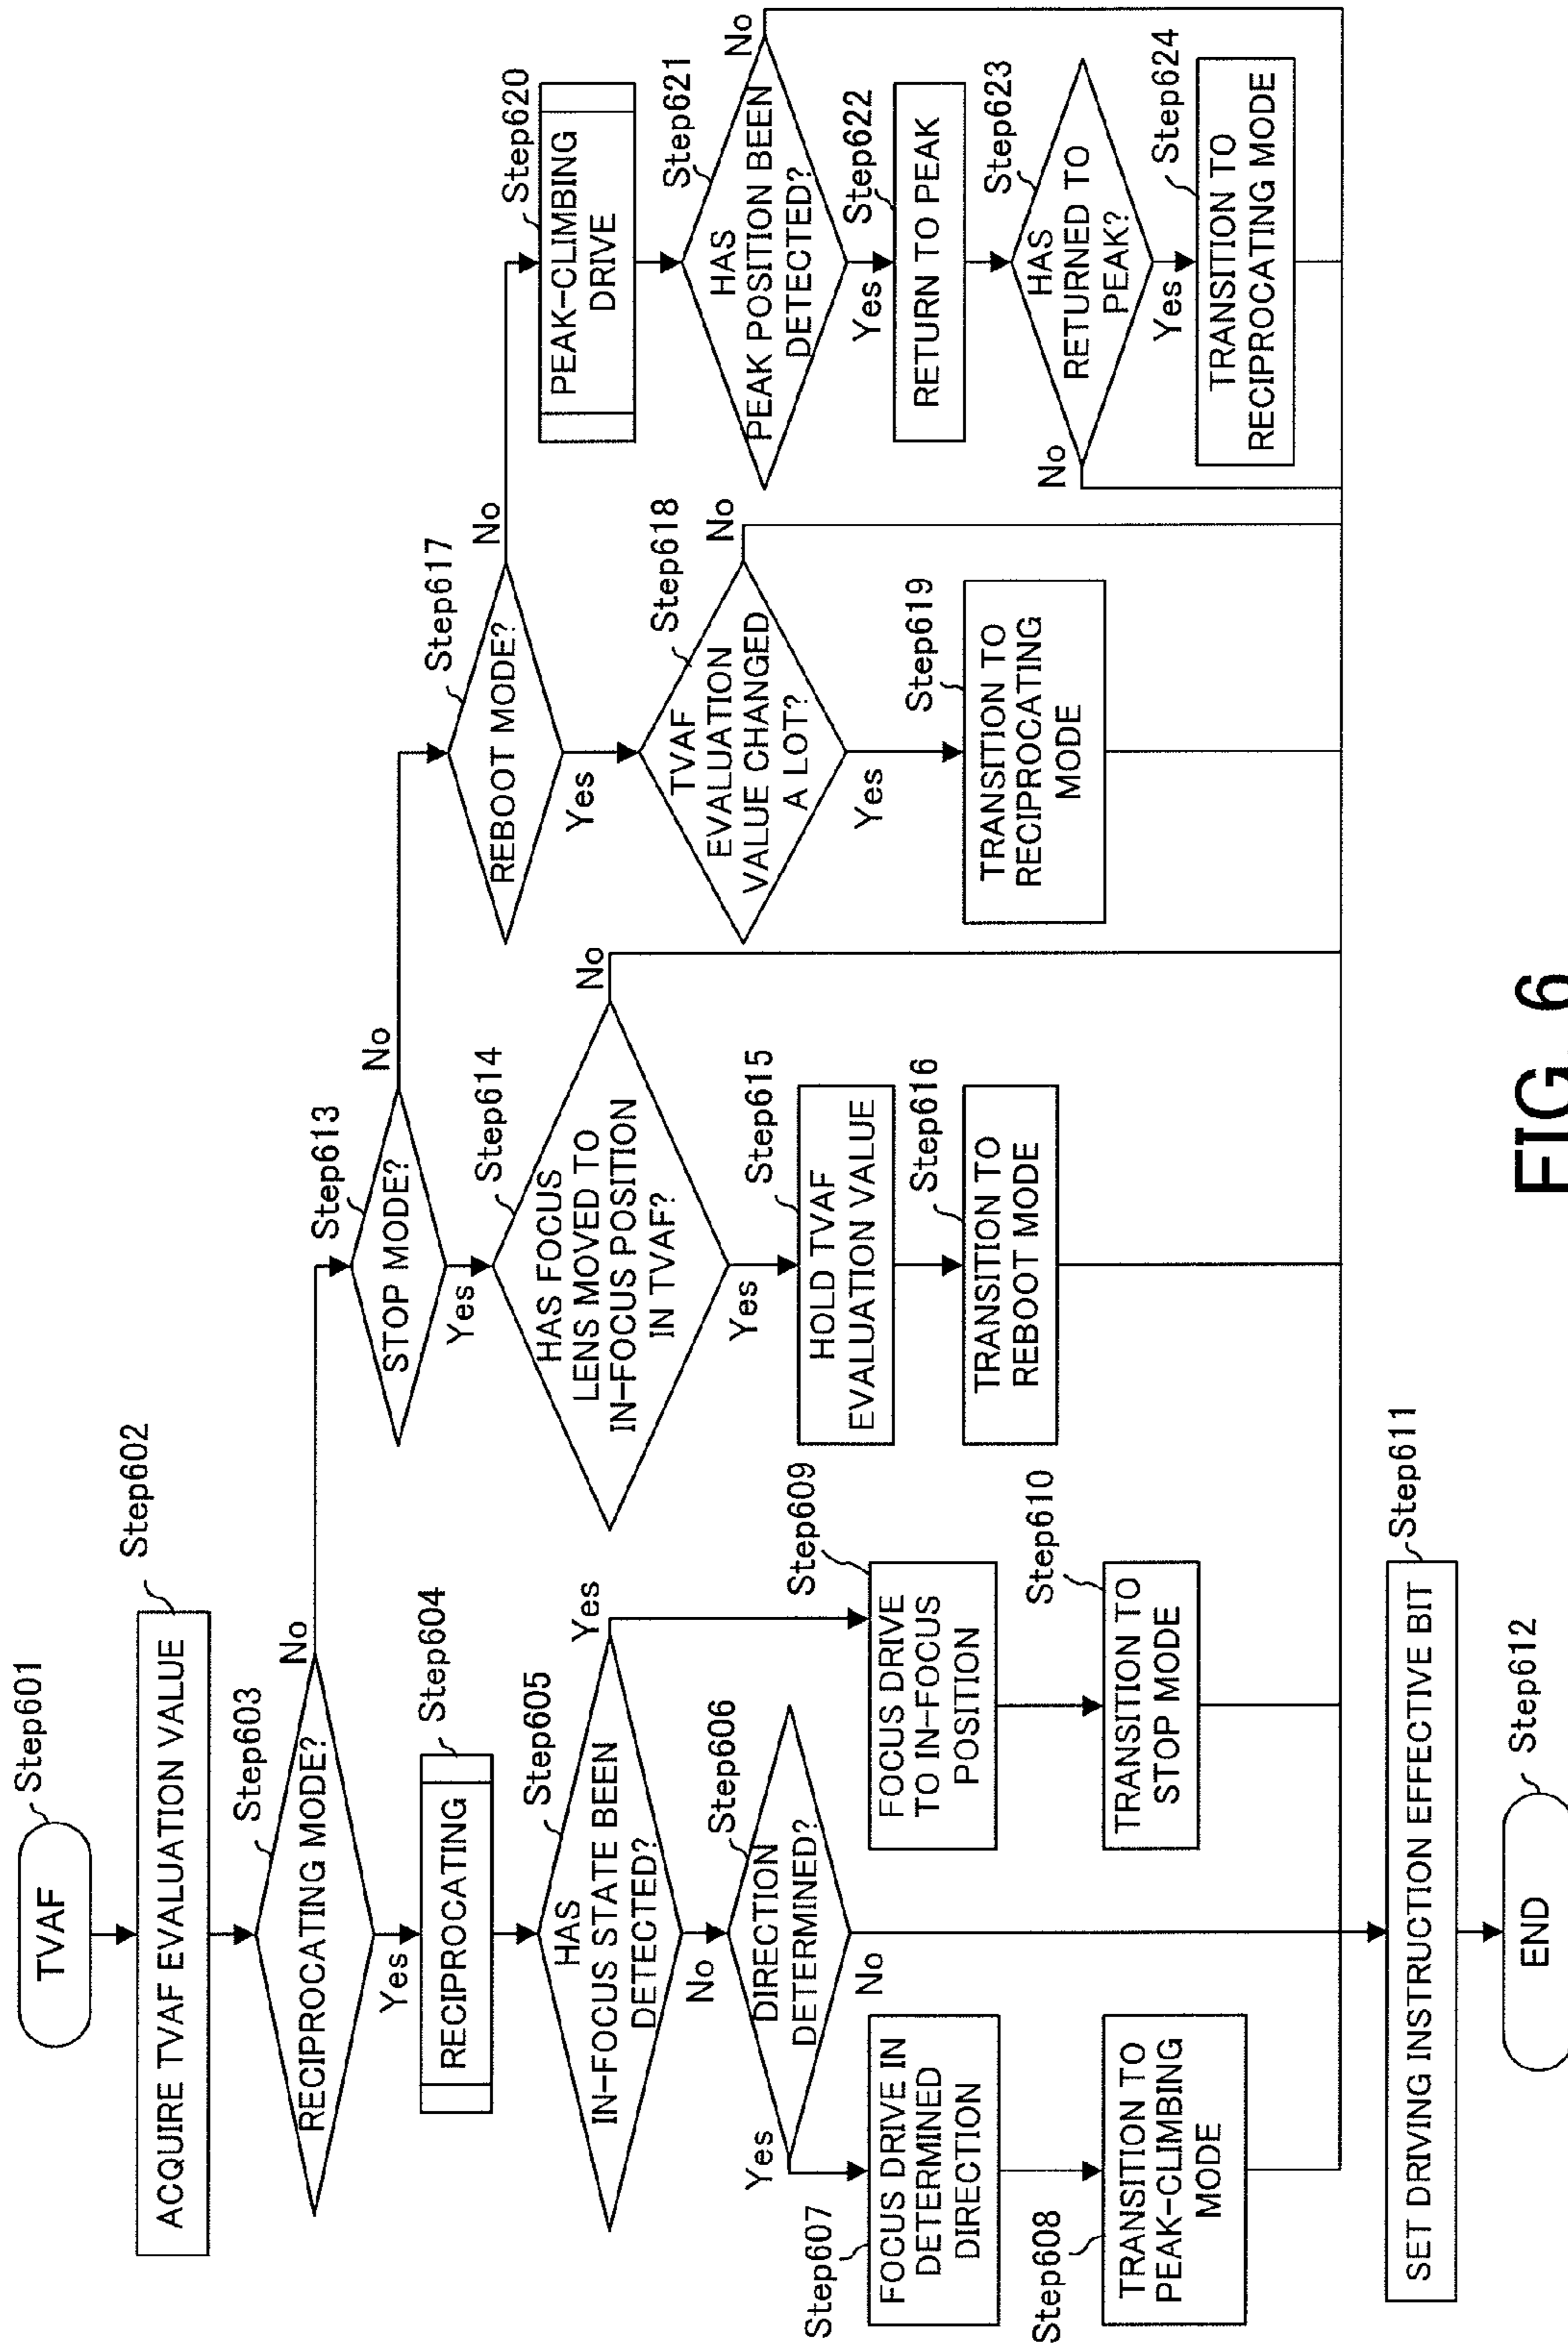 TVAF
Step601
ACQUIRE TVAF EVALUATION VALUE
Step602
RECIPROCATING MODE?
Step603
Yes
No
RECIPROCATING
Step604
HAS
IN-FOCUS STATE BEEN
DETECTED?
Step605
Yes
No
DIRECTION
DETERMINED?
Step606
Yes
No
Step607
FOCUS DRIVE IN
DETERMINED
DIRECTION
Step608
TRANSITION TO
PEAK-CLIMBING
MODE
Step609
FOCUS DRIVE
TO IN-FOCUS
POSITION
Step610
TRANSITION TO
STOP MODE
SET DRIVING INSTRUCTION EFFECTIVE BIT
Step611
END
Step612
STOP MODE?
Step613
Yes
No
HAS FOCUS
LENS MOVED TO
IN-FOCUS POSITION
IN TVAF?
Step614
Yes
No
HOLD TVAF
EVALUATION VALUE
Step615
TRANSITION TO
REBOOT MODE
Step616
REBOOT MODE?
Step617
Yes
No
TVAF
EVALUATION
VALUE CHANGED
A LOT?
Step618
Yes
No
TRANSITION TO
RECIPROCATING
MODE
Step619
PEAK-CLIMBING
DRIVE
Step620
HAS
PEAK POSITION BEEN
DETECTED?
Step621
Yes
No
RETURN TO PEAK
Step622
HAS
RETURNED TO
PEAK?
Step623
Yes
No
TRANSITION TO
RECIPROCATING MODE
Step624
FIG. 6